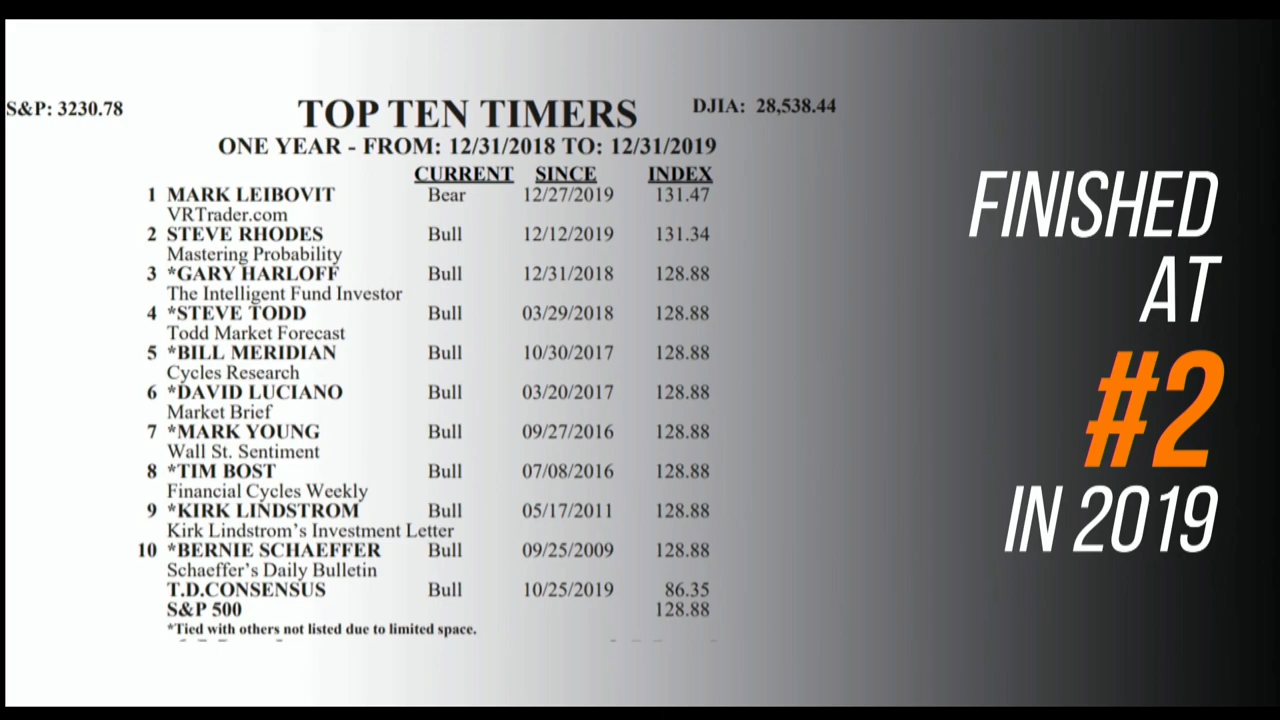 S&P: 3230.78
TOP TEN TIMERS
DJIA: 28,538.44
ONE YEAR - FROM: 12/31/2018 TO: 12/31/2019
CURRENT SINCE INDEX
1 MARK LEIBOVIT Bear 12/27/2019 131.47
VRTrader.com
2 STEVE RHODES Bull 12/12/2019 131.34
Mastering Probability
3 *GARY HARLOFF Bull 12/31/2018 128.88
The Intelligent Fund Investor
4 *STEVE TODD Bull 03/29/2018 128.88
Todd Market Forecast
5 *BILL MERIDIAN Bull 10/30/2017 128.88
Cycles Research
6 *DAVID LUCIANO Bull 03/20/2017 128.88
Market Brief
7 *MARK YOUNG Bull 09/27/2016 128.88
Wall St. Sentiment
8 *TIM BOST Bull 07/08/2016 128.88
Financial Cycles Weekly
9 *KIRK LINDSTROM Bull 05/17/2011 128.88
Kirk Lindstrom's Investment Letter
10 *BERNIE SCHAEFFER Bull 09/25/2009 128.88
Schaeffer's Daily Bulletin
T.D.CONSENSUS Bull 10/25/2019 86.35
S&P 500 128.88
*Tied with others not listed due to limited space.
FINISHED
AT
#2
IN 2019